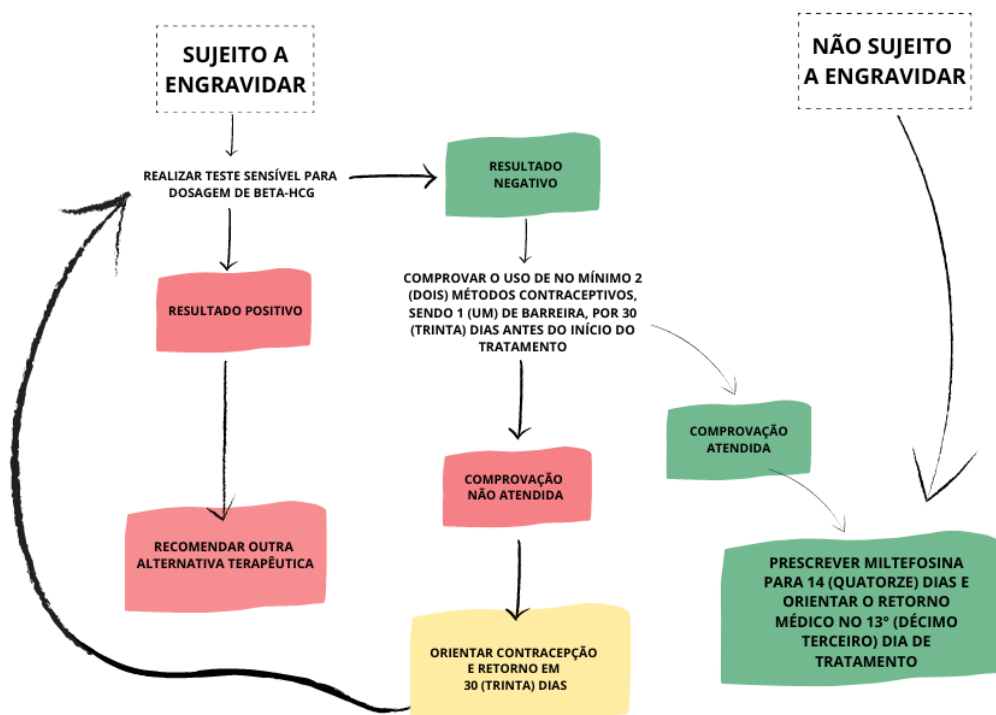 SUJEITO A
ENGRAVIDAR
NÃO SUJEITO
A ENGRAVIDAR
REALIZAR TESTE SENSÍVEL PARA
DOSAGEM DE BETA-HCG
RESULTADO
NEGATIVO
RESULTADO POSITIVO
COMPROVAR O USO DE NO MÍNIMO 2
(DOIS) MÉTODOS CONTRACEPTIVOS,
SENDO 1 (UM) DE BARREIRA, POR 30
(TRINTA) DIAS ANTES DO INÍCIO DO
TRATAMENTO
COMPROVAÇÃO
ATENDIDA
COMPROVAÇÃO
NÃO ATENDIDA
RECOMENDAR OUTRA
ALTERNATIVA TERAPÊUTICA
PRESCREVER MILTEFOSINA
PARA 14 (QUATORZE) DIAS E
ORIENTAR O RETORNO
MÉDICO NO 13° (DÉCIMO
TERCEIRO) DIA DE
TRATAMENTO
ORIENTAR CONTRACEPÇÃO
E RETORNO EM
30 (TRINTA) DIAS